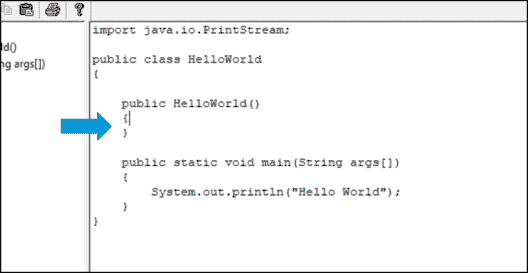 import java.io.PrintStream;
public class HelloWorld
{
public HelloWorld()
{
}
public static void main(String args[])
{
System.out.println("Hello World");
}
}
ld()
ng args[])